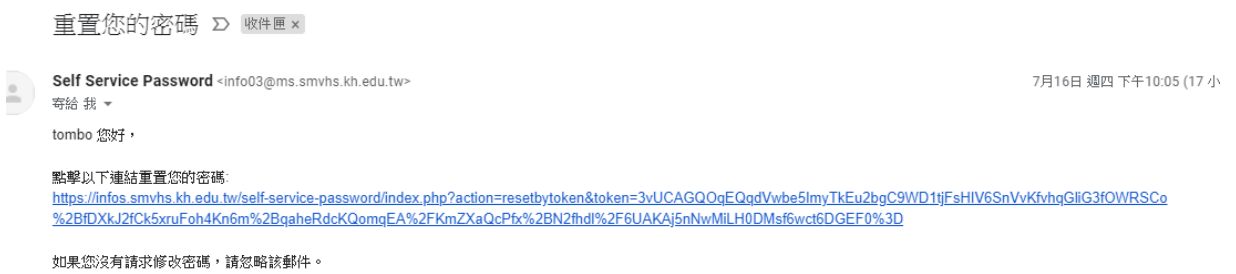 重置您的密碼 收件匣 ×
Self Service Password <info03@ms.smvhs.kh.edu.tw>
7月16日 週四 下午10:05 (17 小
寄給 我
tombo 您好，
點擊以下連結重置您的密碼:
https://infos.smvhs.kh.edu.tw/self-service-password/index.php?action=resetbytoken&token=3vUCAGQOqEQqdVwbe5ImyTkEu2bgC9WD1tjFsHIV6SnVvKfvhqGliG3fOWRSCo
%2BfDXkJ2fCk5xruFoh4Kn6m%2BqaheRdcKQomqEA%2FKmZXaQcPfx%2BN2fhdI%2F6UAKAj5nNwMiLH0DMsf6wct6DGEF0%3D
如果您沒有請求修改密碼，請忽略該郵件。